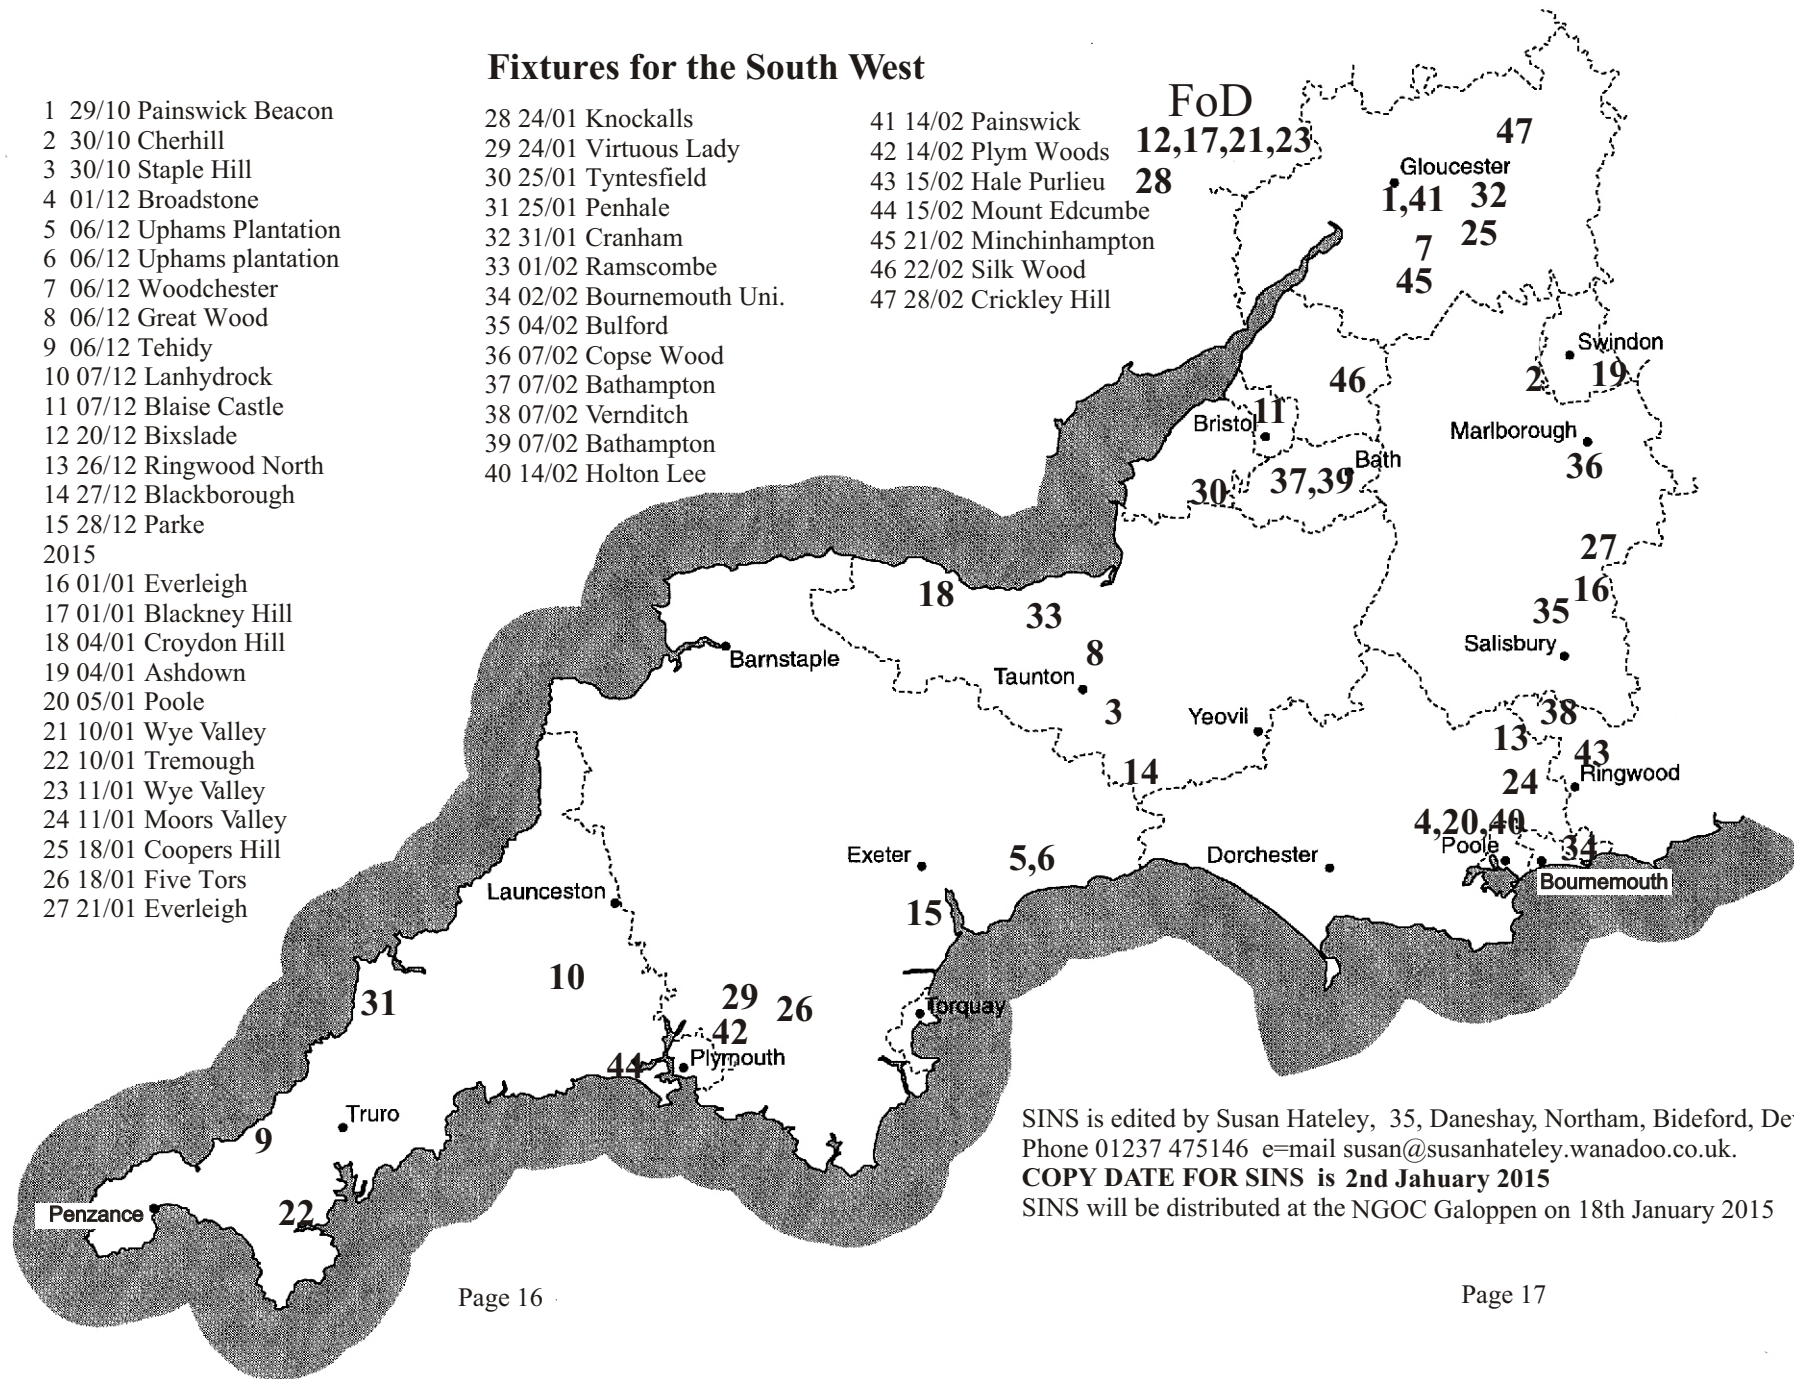 Fixtures for the South West
1 29/10 Painswick Beacon
2 30/10 Cherhill
3 30/10 Staple Hill
4 01/12 Broadstone
5 06/12 Uphams Plantation
6 06/12 Uphams plantation
7 06/12 Woodchester
8 06/12 Great Wood
9 06/12 Tehidy
10 07/12 Lanhydrock
11 07/12 Blaise Castle
12 20/12 Bixslade
13 26/12 Ringwood North
14 27/12 Blackborough
15 28/12 Parke
2015
16 01/01 Everleigh
17 01/01 Blackney Hill
18 04/01 Croydon Hill
19 04/01 Ashdown
20 05/01 Poole
21 10/01 Wye Valley
22 10/01 Tremough
23 11/01 Wye Valley
24 11/01 Moors Valley
25 18/01 Coopers Hill
26 18/01 Five Tors
27 21/01 Everleigh
28 24/01 Knockalls
29 24/01 Virtuous Lady
30 25/01 Tyntesfield
31 25/01 Penhale
32 31/01 Cranham
33 01/02 Ramscombe
34 02/02 Bournemouth Uni.
35 04/02 Bulford
36 07/02 Copse Wood
37 07/02 Bathampton
38 07/02 Vernditch
39 07/02 Bathampton
40 14/02 Holton Lee
41 14/02 Painswick
42 14/02 Plym Woods
43 15/02 Hale Purlieu
44 15/02 Mount Edcumbe
45 21/02 Minchinhampton
46 22/02 Silk Wood
47 28/02 Crickley Hill
FoD
12,17,21,23
28
47
Gloucester
1,41
32
25
7
45
Swindon
2
19
46
11
Bristol
Marlborough
36
Bath
30
37,39
27
16
35
Salisbury
18
33
8
Barnstaple
Taunton
3
Yeovil
38
13
43
Ringwood
24
14
4,20,40
Poole
34
Bournemouth
Exeter
5,6
Dorchester
Launceston
15
10
29
26
31
Torquay
42
Plymouth
44
Truro
9
22
Penzance
SINS is edited by Susan Hateley, 35, Daneshay, Northam, Bideford, De
Phone 01237 475146 e=mail susan@susanhateley.wanadoo.co.uk.
COPY DATE FOR SINS is 2nd Jahuary 2015
SINS will be distributed at the NGOC Galoppen on 18th January 2015
Page 16
Page 17